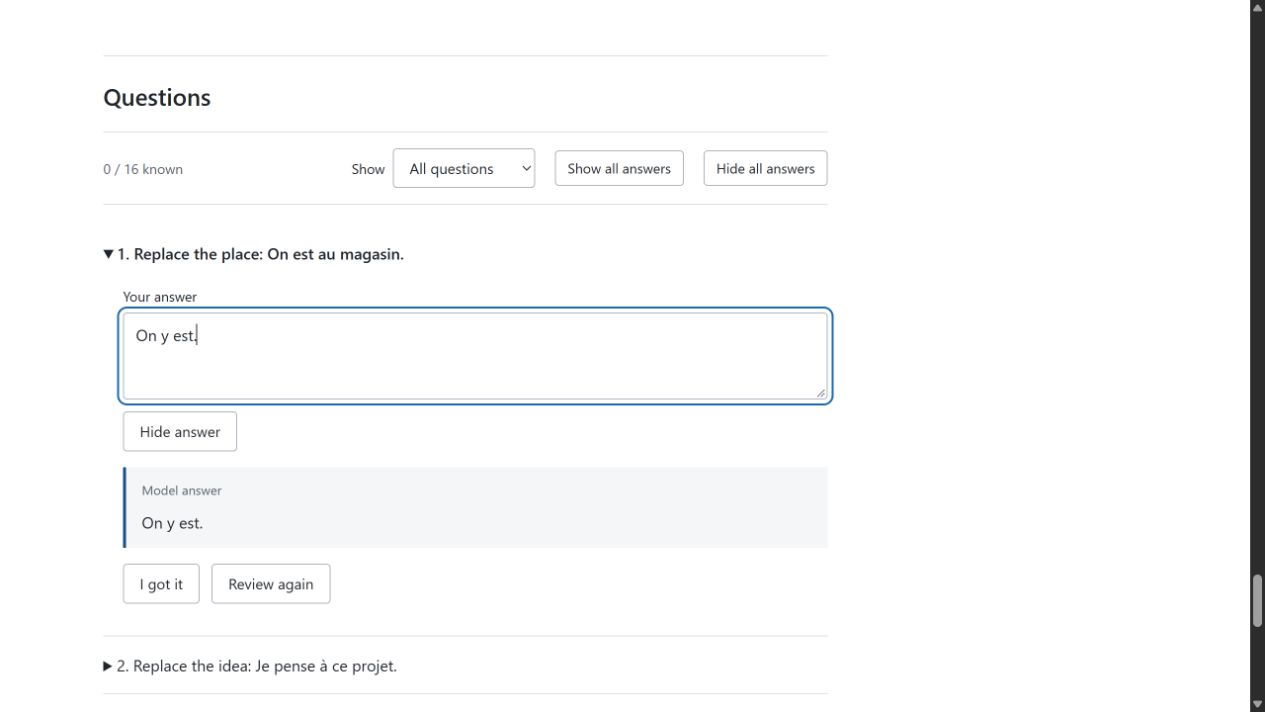 Questions
0 / 16 known
Show
All questions
Show all answers
Hide all answers
1. Replace the place: On est au magasin.
Your answer
On y est.
Hide answer
Model answer
On y est.
I got it
Review again
2. Replace the idea: Je pense à ce projet.